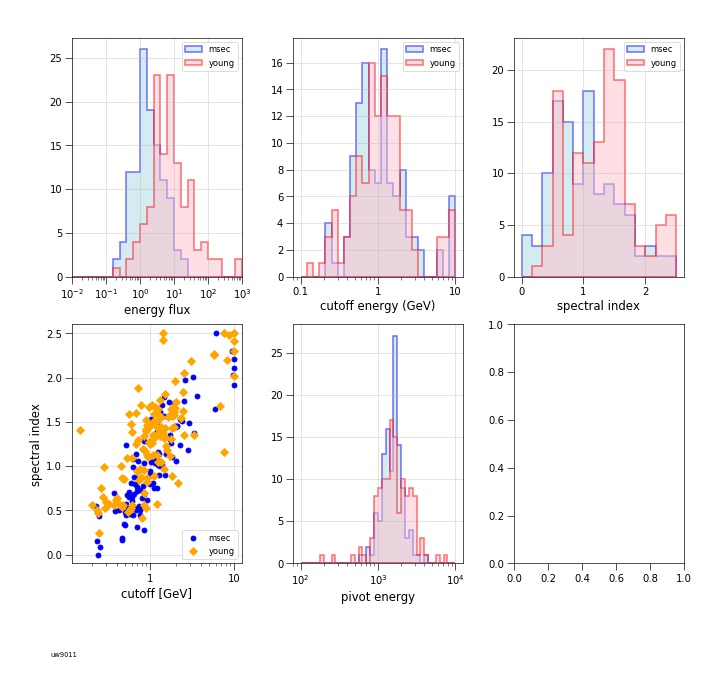 msec
young
25
20
15
10
5
0
10⁻² 10⁻¹ 10⁰ 10¹ 10² 10³
energy flux
msec
young
16
14
12
10
8
6
4
2
0
0.1 1 10
cutoff energy (GeV)
msec
young
20
15
10
5
0
0 1 2
spectral index
2.5
2.0
1.5
1.0
0.5
0.0
spectral index
msec
young
1 10
cutoff [GeV]
25
20
15
10
5
0
10² 10³ 10⁴
pivot energy
1.0
0.8
0.6
0.4
0.2
0.0
0.0 0.2 0.4 0.6 0.8 1.0
uw9011